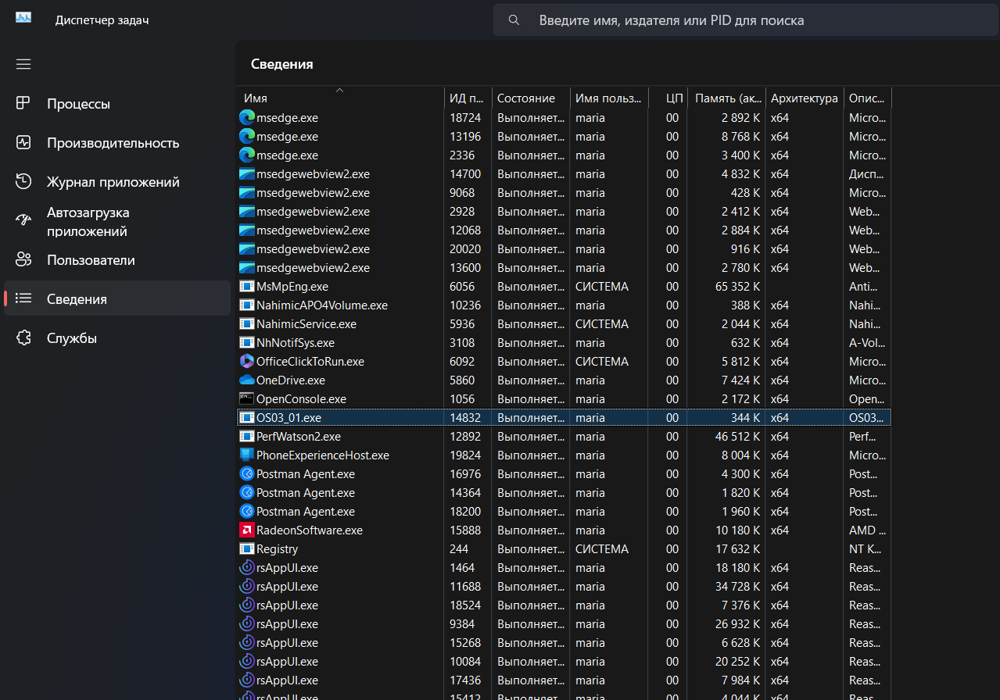 Диспетчер задач
Введите имя, издателя или PID для поиска
Процессы
Производительность
Журнал приложений
Автозагрузка
приложений
Пользователи
Сведения
Службы
Сведения
Имя ИД п... Состояние Имя польз... ЦП Память (ак... Архитектура Опис...
msedge.exe 18724 Выполняет... maria 00 2 892 K x64 Micro...
msedge.exe 13196 Выполняет... maria 00 8 768 K x64 Micro...
msedge.exe 2336 Выполняет... maria 00 3 400 K x64 Micro...
msedgewebview2.exe 14700 Выполняет... maria 00 4 832 K x64 Дисп...
msedgewebview2.exe 9068 Выполняет... maria 00 428 K x64 Micro...
msedgewebview2.exe 2928 Выполняет... maria 00 2 412 K x64 Web...
msedgewebview2.exe 12068 Выполняет... maria 00 2 884 K x64 Web...
msedgewebview2.exe 20020 Выполняет... maria 00 916 K x64 Web...
msedgewebview2.exe 13600 Выполняет... maria 00 2 780 K x64 Web...
MsMpEng.exe 6056 Выполняет... СИСТЕМА 00 65 352 K Anti...
NahimicAPO4Volume.exe 10236 Выполняет... maria 00 388 K x64 Nahi...
NahimicService.exe 5936 Выполняет... СИСТЕМА 00 2 044 K x64 Nahi...
NhNotifSys.exe 3108 Выполняет... maria 00 632 K x64 A-Vol...
OfficeClickToRun.exe 6092 Выполняет... СИСТЕМА 00 5 812 K x64 Micro...
OneDrive.exe 5860 Выполняет... maria 00 7 424 K x64 Micro...
OpenConsole.exe 1056 Выполняет... maria 00 2 172 K x64 Open...
OS03_01.exe 14832 Выполняет... maria 00 344 K x64 OS03...
PerfWatson2.exe 12892 Выполняет... maria 00 46 512 K x64 Perf...
PhoneExperienceHost.exe 19824 Выполняет... maria 00 8 004 K x64 Micro...
Postman Agent.exe 16976 Выполняет... maria 00 4 300 K x64 Post...
Postman Agent.exe 14364 Выполняет... maria 00 1 820 K x64 Post...
Postman Agent.exe 18200 Выполняет... maria 00 1 960 K x64 Post...
RadeonSoftware.exe 15888 Выполняет... maria 00 10 180 K x64 AMD ...
Registry 244 Выполняет... СИСТЕМА 00 17 632 K NT K...
rsAppUI.exe 1464 Выполняет... maria 00 18 180 K x64 Reas...
rsAppUI.exe 11688 Выполняет... maria 00 34 728 K x64 Reas...
rsAppUI.exe 18524 Выполняет... maria 00 7 376 K x64 Reas...
rsAppUI.exe 9384 Выполняет... maria 00 26 932 K x64 Reas...
rsAppUI.exe 15268 Выполняет... maria 00 6 628 K x64 Reas...
rsAppUI.exe 10084 Выполняет... maria 00 20 252 K x64 Reas...
rsAppUI.exe 17436 Выполняет... maria 00 7 984 K x64 Reas...
rsAppUI.exe 15412 Выполняет... maria 00 4 044 K x64 Reas...